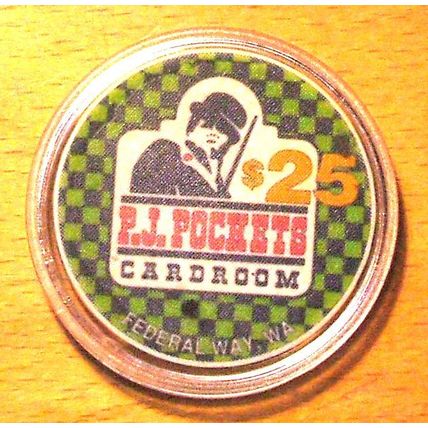 $25
P.J. POCKETS
CARDROOM
FEDERAL WAY, WA